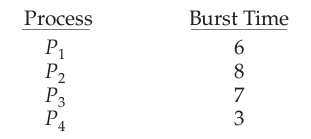 Process Burst Time
P₁ 6
P₂ 8
P₃ 7
P₄ 3